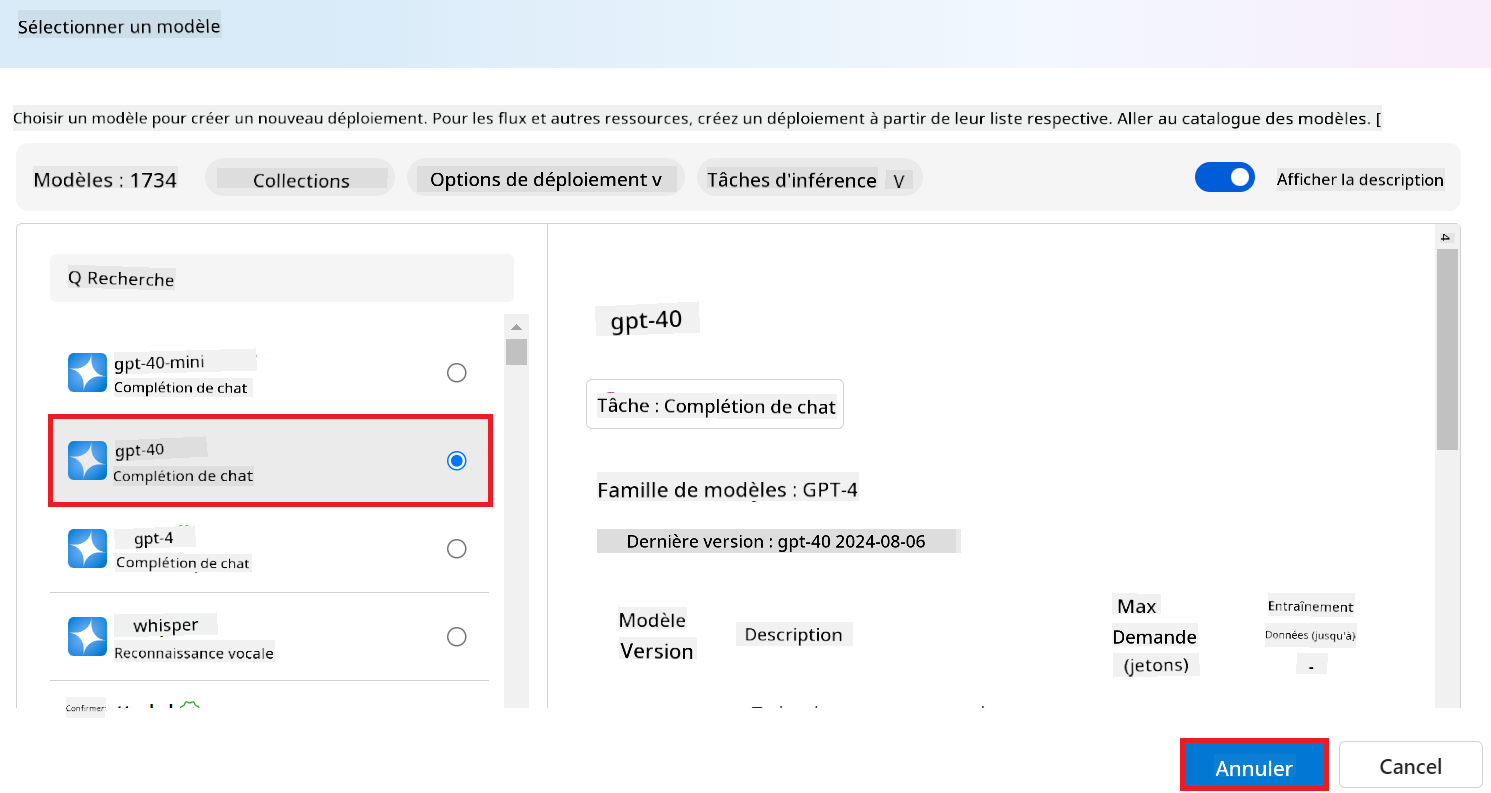 Sélectionner un modèle
Choisir un modèle pour créer un nouveau déploiement. Pour les flux et autres ressources, créez un déploiement à partir de leur liste respective. Aller au catalogue des modèles. [
Modèles : 1734
Collections
Options de déploiement v
Tâches d'inférence V
Afficher la description
Q Recherche
gpt-40-mini
Complétion de chat
gpt-40
Complétion de chat
gpt-4
Complétion de chat
whisper
Reconnaissance vocale
Confirmer
gpt-40
Tâche : Complétion de chat
Famille de modèles : GPT-4
Dernière version : gpt-40 2024-08-06
Modèle
Version
Description
Max
Demande
(jetons)
Entraînement
Données (jusqu'à)
-
4
Annuler
Cancel